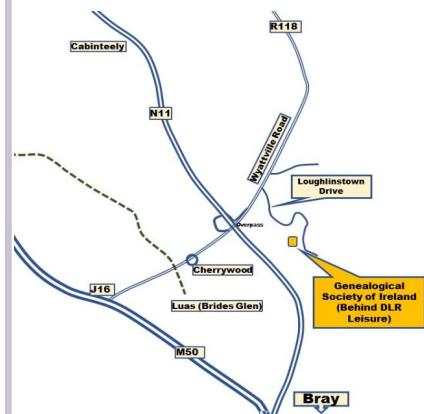 R118
Cabinteely
N11
Wyattville Road
Loughlinstown
Drive
Overpass
Cherrywood
Genealogical
Society of Ireland
(Behind DLR
Leisure)
J16
Luas (Brides Glen)
M50
Bray